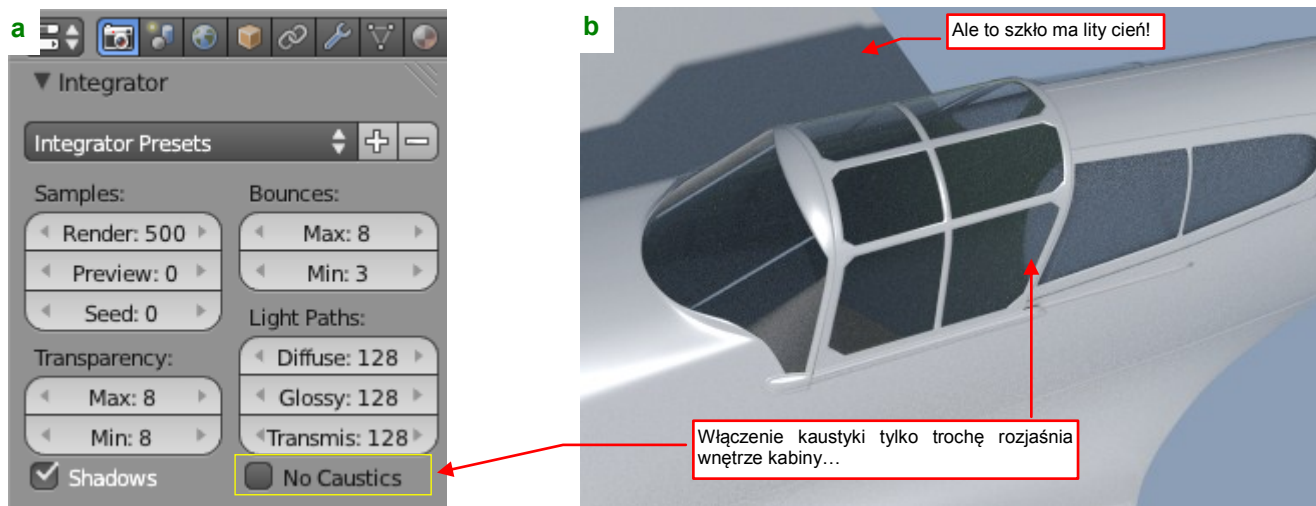 a
Integrator
Integrator Presets
Samples:
Bounces:
Render: 500
Max: 8
Preview: 0
Min: 3
Seed: 0
Light Paths:
Transparency:
Diffuse: 128
Max: 8
Glossy: 128
Min: 8
Transmis: 128
Shadows
No Caustics
b
Ale to szkło ma lity cień!
Włączenie kaustyki tylko trochę rozjaśnia
wnętrze kabiny…